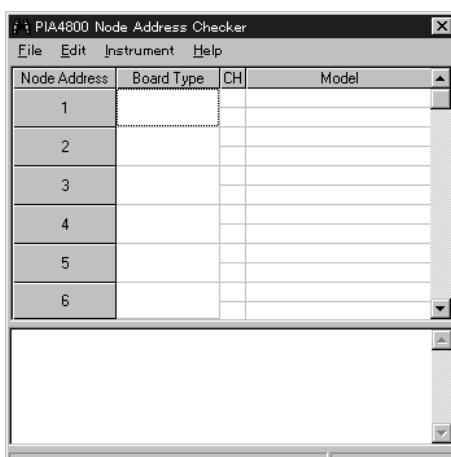 PIA4800 Node Address Checker
File Edit Instrument Help
Node Address Board Type CH Model
1
2
3
4
5
6